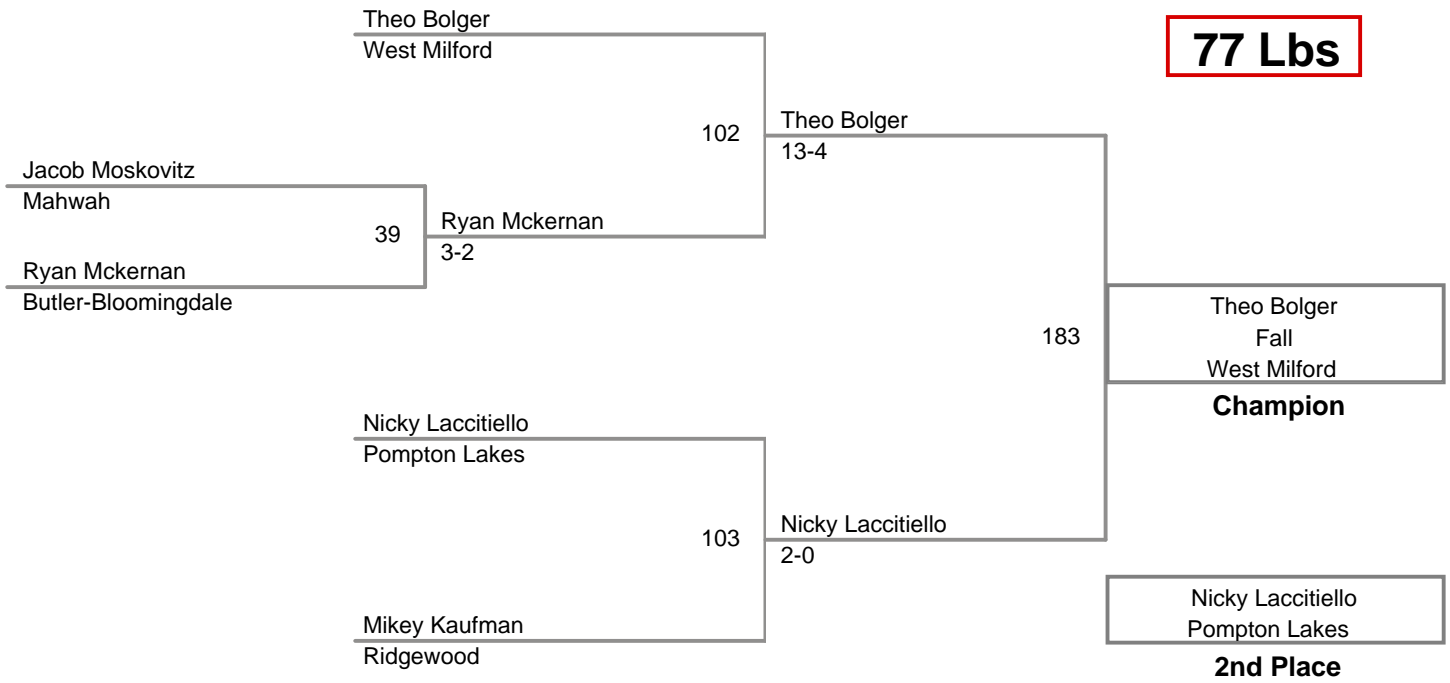 Theo Bolger
West Milford
77 Lbs
102
Theo Bolger
13-4
Jacob Moskovitz
Mahwah
39
Ryan Mckernan
3-2
Ryan Mckernan
Butler-Bloomingdale
183
Theo Bolger
Fall
West Milford
Champion
Nicky Laccitiello
Pompton Lakes
103
Nicky Laccitiello
2-0
Mikey Kaufman
Ridgewood
Nicky Laccitiello
Pompton Lakes
2nd Place